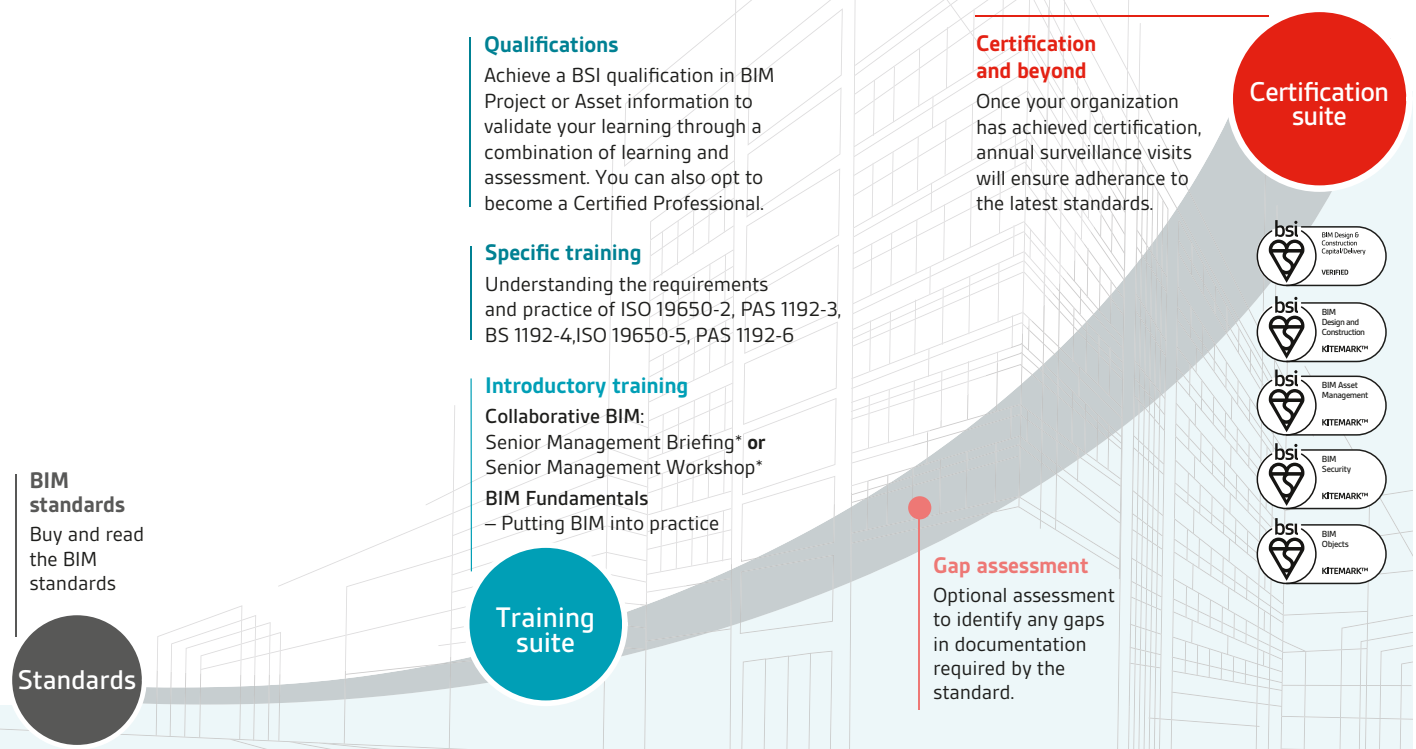 BIM
standards
Buy and read
the BIM
standards
Standards
Qualifications
Achieve a BSI qualification in BIM
Project or Asset information to
validate your learning through a
combination of learning and
assessment. You can also opt to
become a Certified Professional.
Specific training
Understanding the requirements
and practice of ISO 19650-2, PAS 1192-3,
BS 1192-4,ISO 19650-5, PAS 1192-6
Introductory training
Collaborative BIM:
Senior Management Briefing* or
Senior Management Workshop*
BIM Fundamentals
– Putting BIM into practice
Training
suite
Gap assessment
Optional assessment
to identify any gaps
in documentation
required by the
standard.
Certification
and beyond
Once your organization
has achieved certification,
annual surveillance visits
will ensure adherance to
the latest standards.
Certification
suite
bsi
BIM Design &
Construction
Capital/Delivery
VERIFIED
bsi
BIM
Design and
Construction
KITEMARK™
bsi
BIM Asset
Management
KITEMARK™
bsi
BIM
Security
KITEMARK™
bsi
BIM
Objects
KITEMARK™